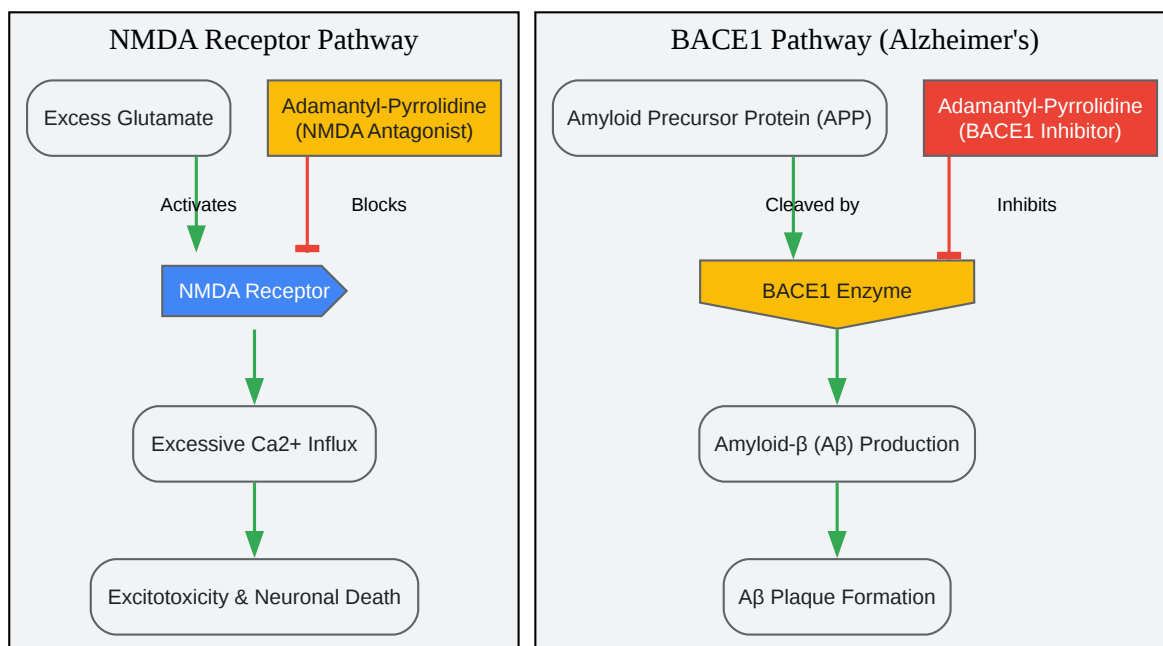 NMDA Receptor Pathway
Excess Glutamate
Adamantyl-Pyrrolidine
(NMDA Antagonist)
Activates
Blocks
NMDA Receptor
Excessive Ca2+ Influx
Excitotoxicity & Neuronal Death
BACE1 Pathway (Alzheimer's)
Amyloid Precursor Protein (APP)
Adamantyl-Pyrrolidine
(BACE1 Inhibitor)
Cleaved by
Inhibits
BACE1 Enzyme
Amyloid-β (Aβ) Production
Aβ Plaque Formation